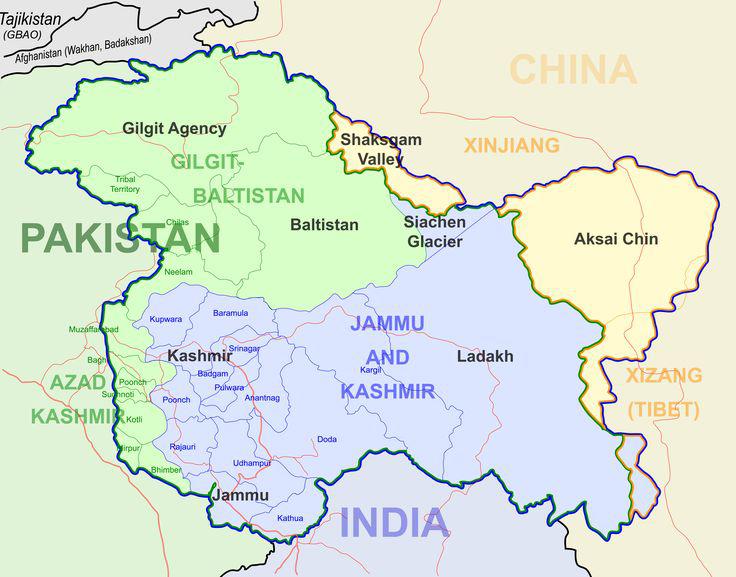 Tajikistan
(GBAO)
Afghanistan (Wakhan, Badakshan)
CHINA
Gilgit Agency
Shaksgam
Valley
XINJIANG
GILGIT-
BALTISTAN
Tribal
Territory
Baltistan
Siachen
Glacier
Aksai Chin
Chilas
PAKISTAN
Neelam
Kupwara
Baramula
Muzaffarabad
JAMMU
AND
KASHMIR
Srinagar
Kashmir
Ladakh
Bagh
Badgam
Kargil
XIZANG
(TIBET)
AZAD
KASHMIR
Poonch
Pulwara
Sudhnoti
Poonch
Anantnag
Kotli
Mirpur
Rajauri
Doda
Bhimber
Udhampur
Jammu
Kathua
INDIA